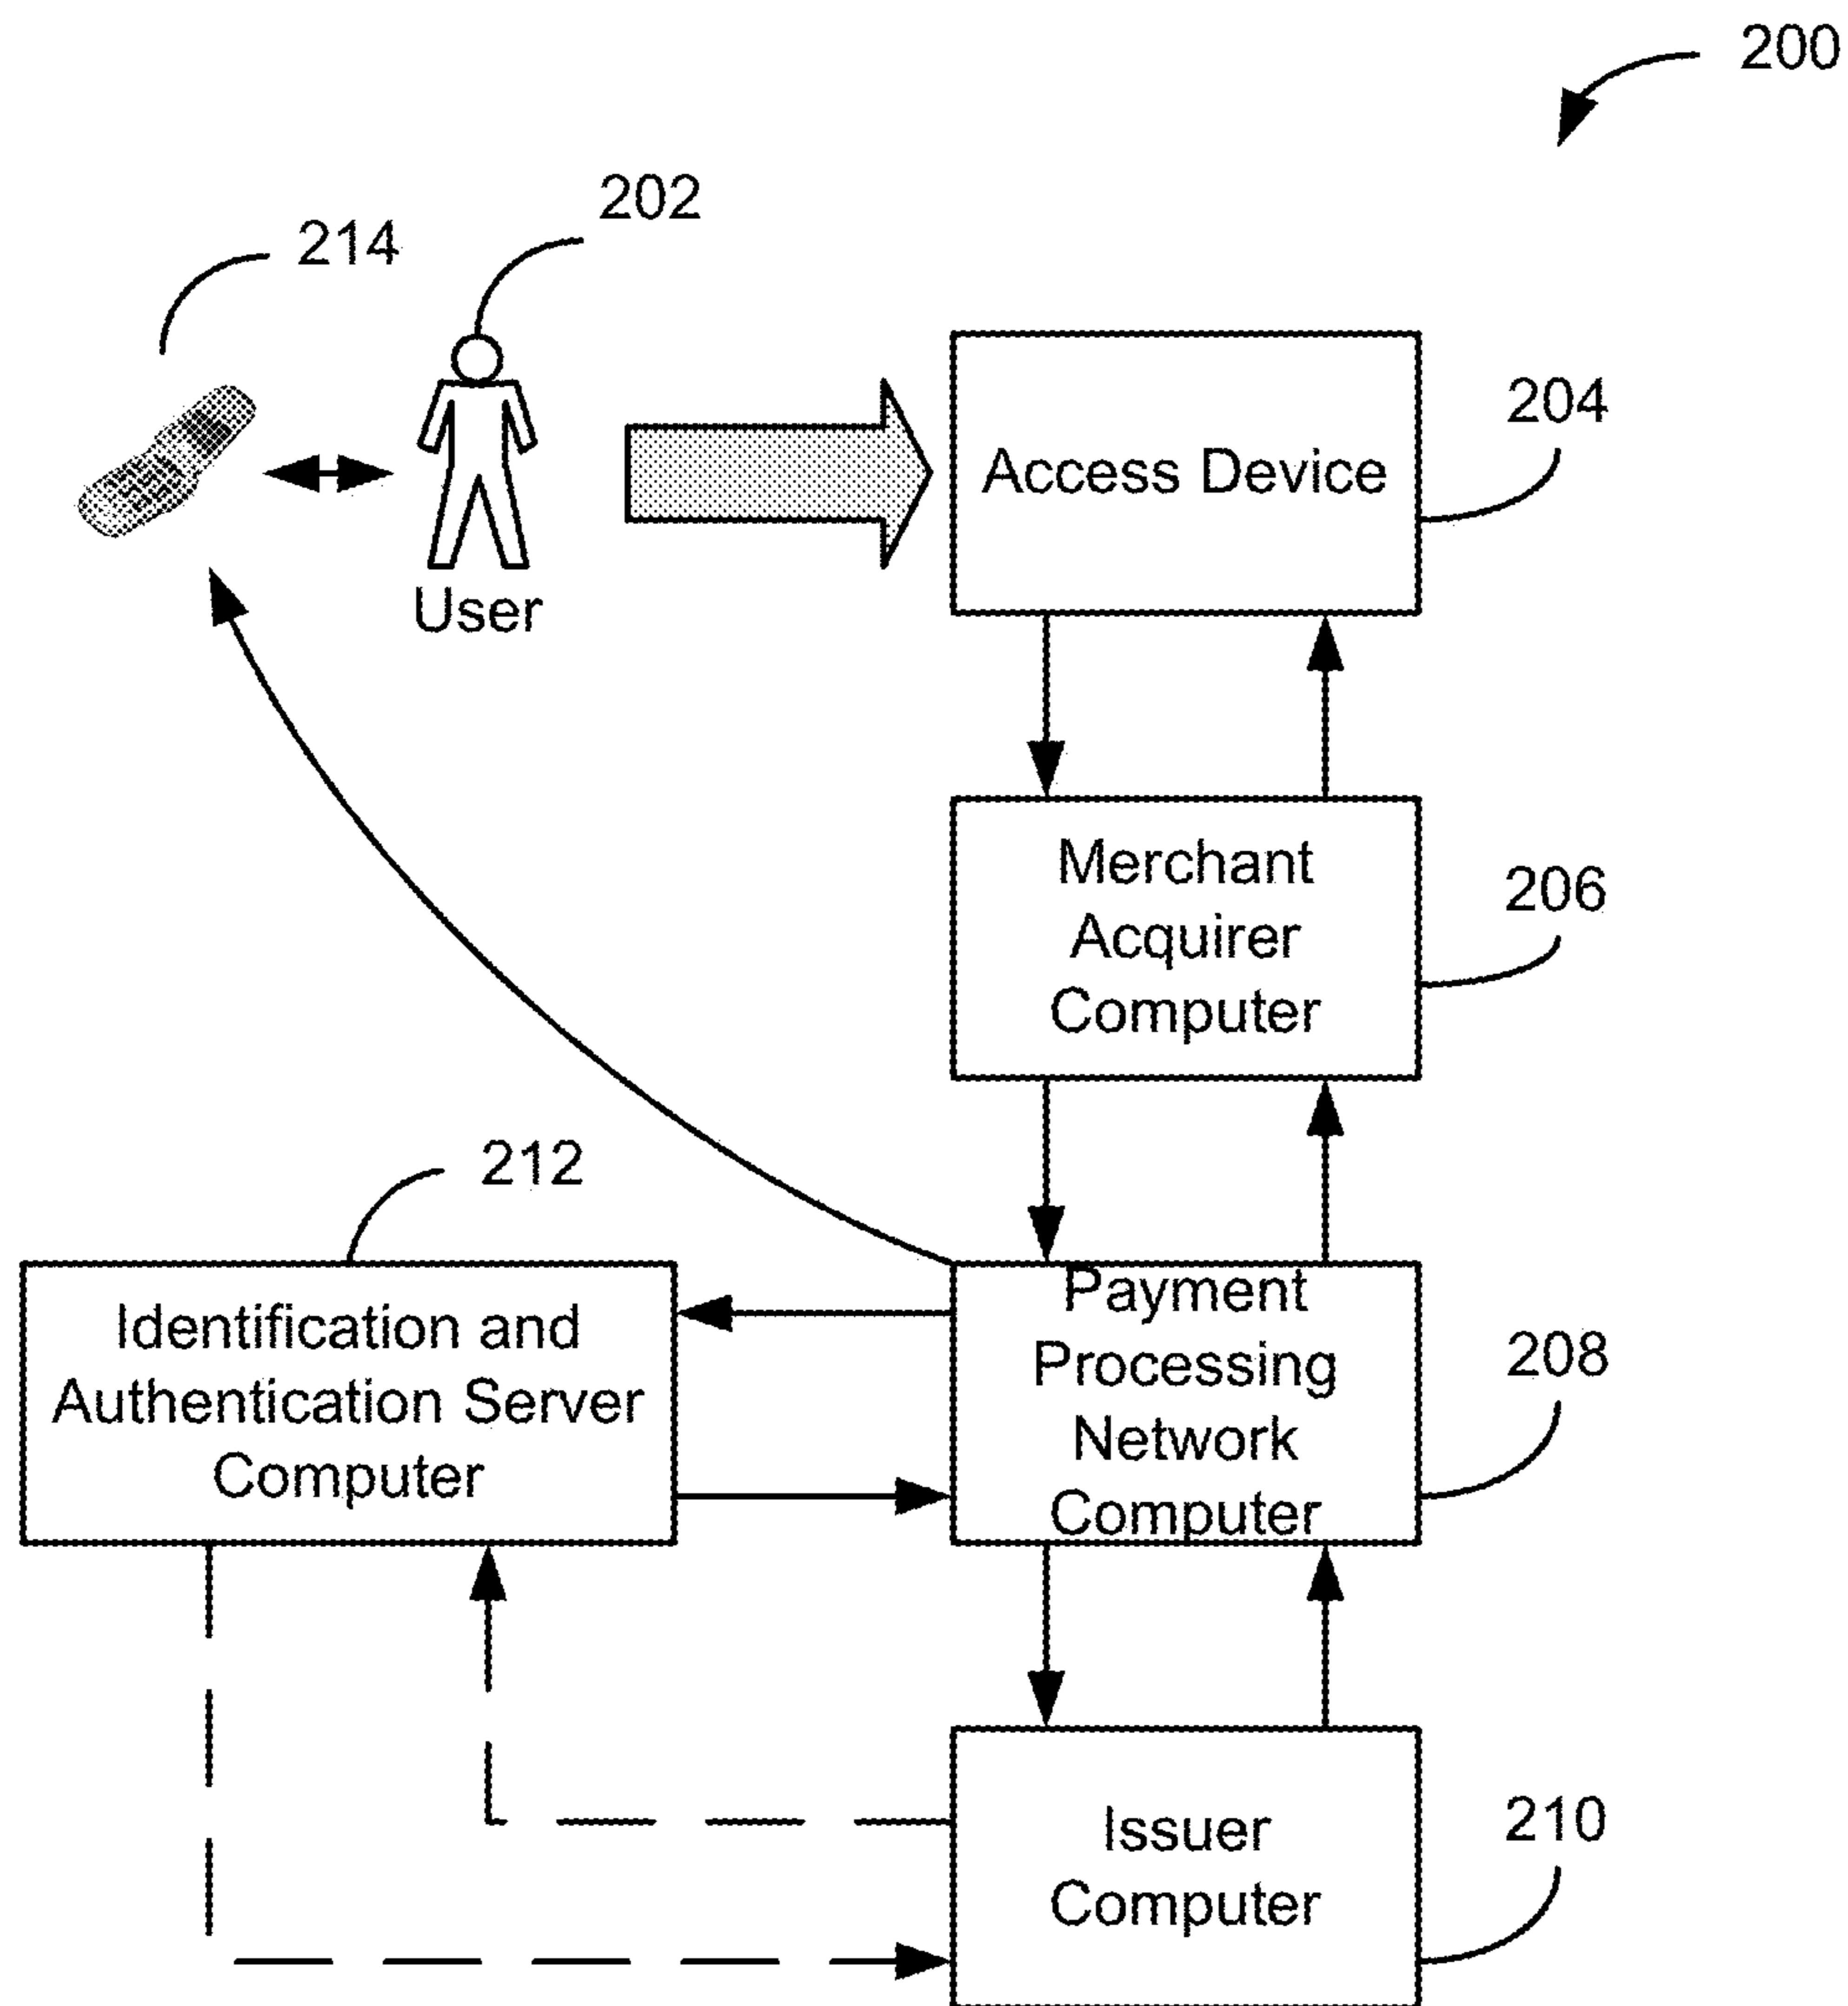 200
202
214
204
Access Device
User
Merchant
Acquirer
Computer
206
212
Identification and
Authentication Server
Computer
Payment
Processing
Network
Computer
208
Issuer
Computer
210